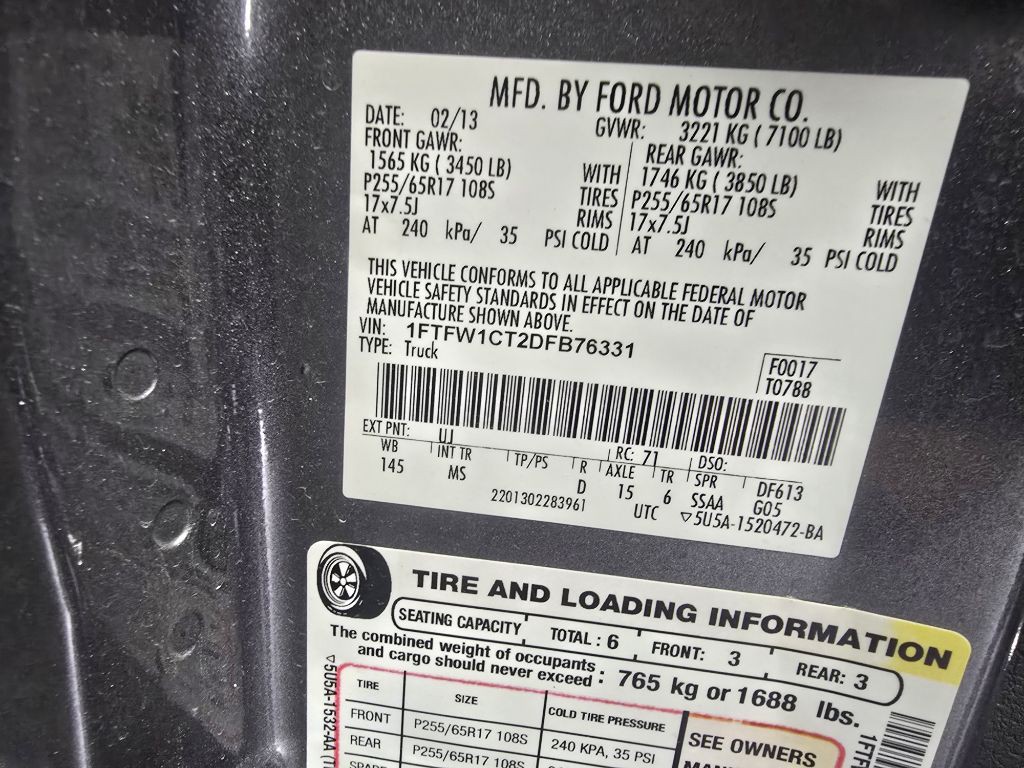 MFD. BY FORD MOTOR CO.
DATE: 02/13 GVWR: 3221 KG ( 7100 LB)
FRONT GAWR: REAR GAWR:
1565 KG ( 3450 LB) WITH 1746 KG ( 3850 LB) WITH
P255/65R17 108S TIRES P255/65R17 108S TIRES
17x7.5J RIMS 17x7.5J RIMS
AT 240 kPa/ 35 PSI COLD AT 240 kPa/ 35 PSI COLD
THIS VEHICLE CONFORMS TO ALL APPLICABLE FEDERAL MOTOR
VEHICLE SAFETY STANDARDS IN EFFECT ON THE DATE OF
MANUFACTURE SHOWN ABOVE.
VIN: 1FTFW1CT2DFB76331
TYPE: Truck
F0017
T0788
EXT PNT: UJ RC: 71 DSO:
WB INT TR TP/PS R AXLE TR SPR DF613
145 MS D 15 6 SSAA G05
2201302283961 UTC ▽5U5A-1520472-BA
TIRE AND LOADING INFORMATION
SEATING CAPACITY TOTAL : 6 FRONT: 3 REAR: 3
The combined weight of occupants
and cargo should never exceed : 765 kg or 1688 lbs.
TIRE SIZE COLD TIRE PRESSURE
FRONT P255/65R17 108S 240 KPA, 35 PSI
REAR P255/65R17 108S
SEE OWNERS
▽5U5A-1532-AA
1FTF